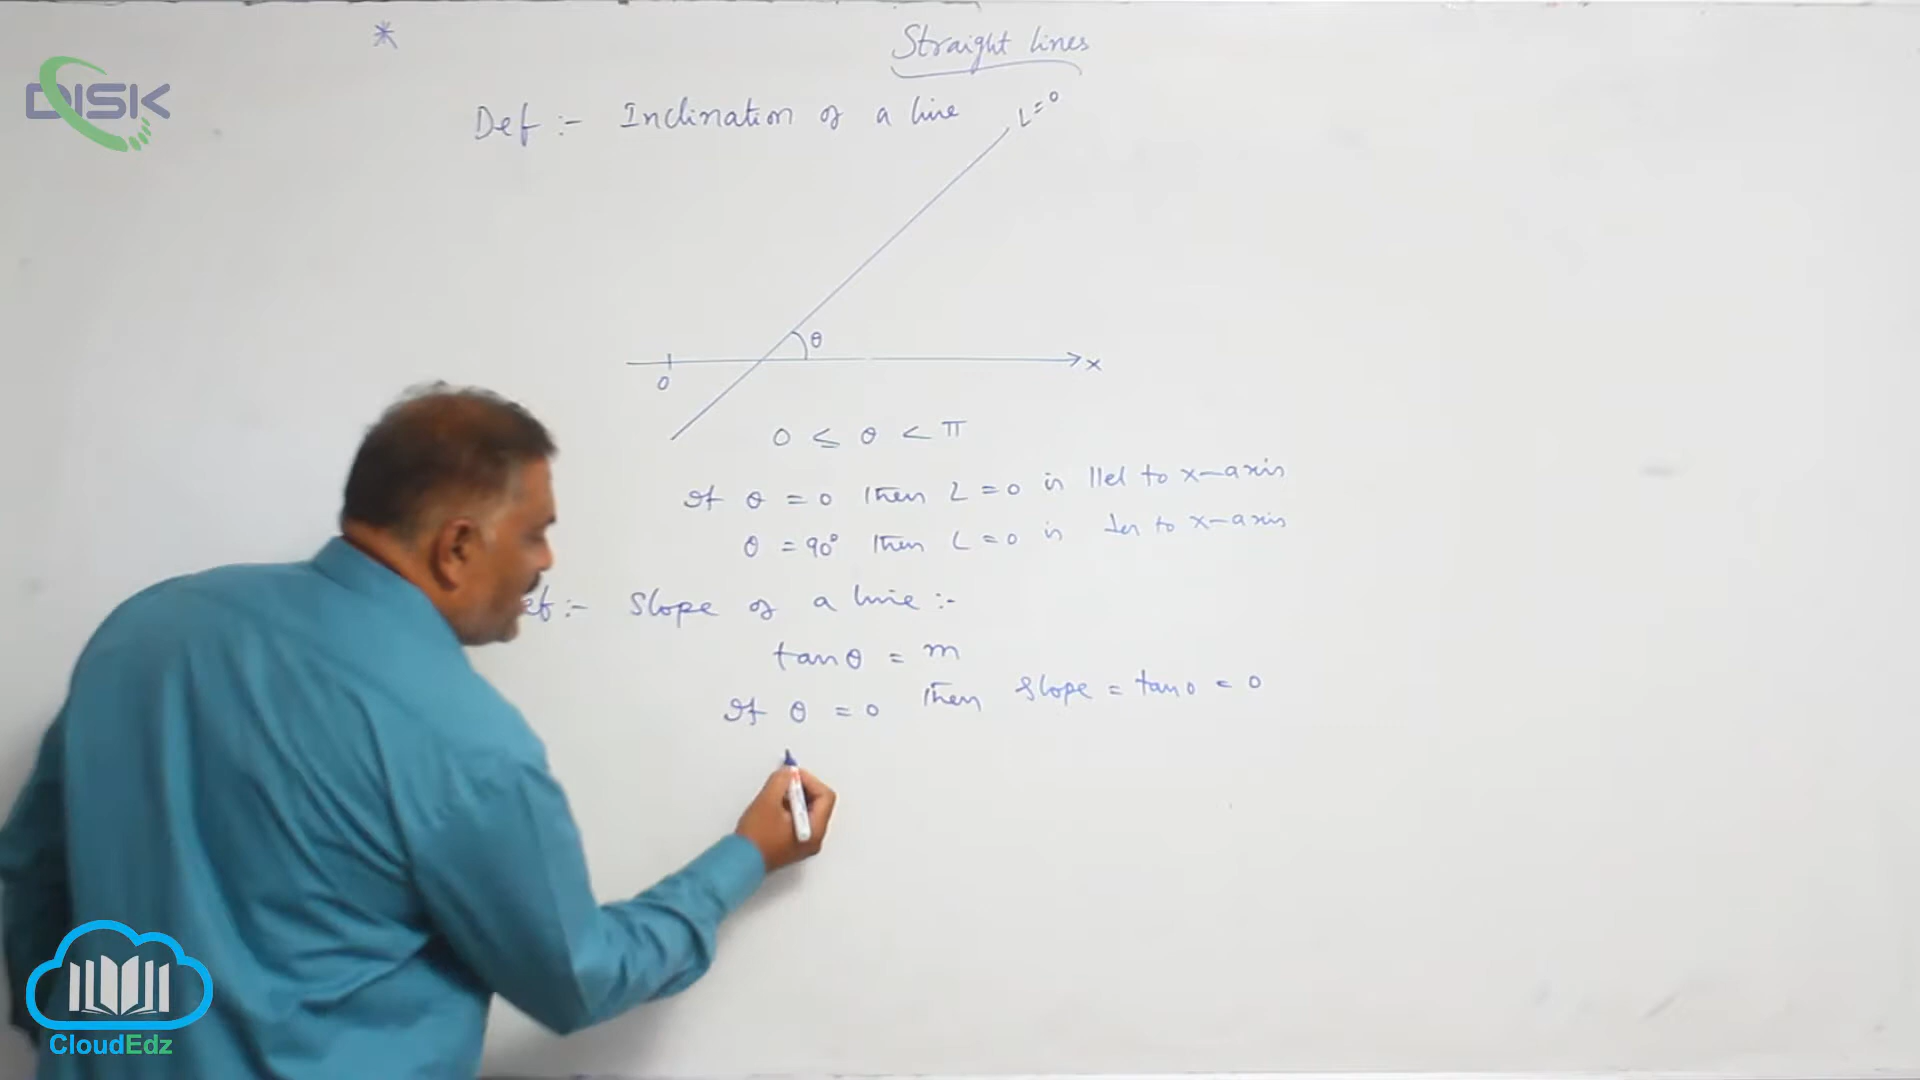 *
Straight lines
DISK
Def :- Inclination of a line
L = 0
θ
x
0
0 ≤ θ < π
If θ = 0 then L = 0 is llel to x-axis
θ = 90° then L = 0 is ⊥er to x-axis
ef :- Slope of a line :-
tanθ = m
If θ = 0 then slope = tan0 = 0
CloudEdz